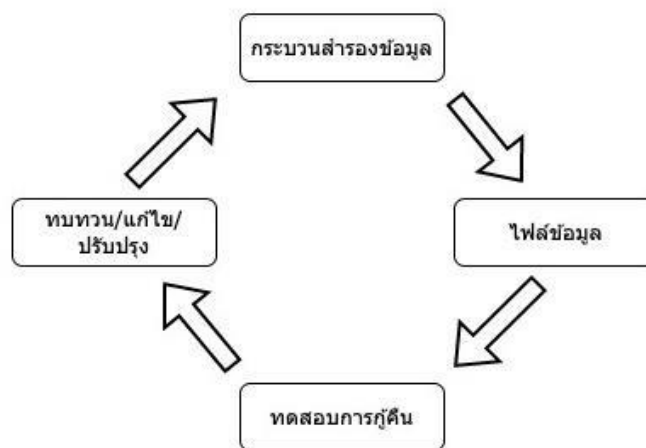 กระบวนสำรองข้อมูล
ทบทวน/แก้ไข/
ปรับปรุง
ไฟล์ข้อมูล
ทดสอบการกู้คืน